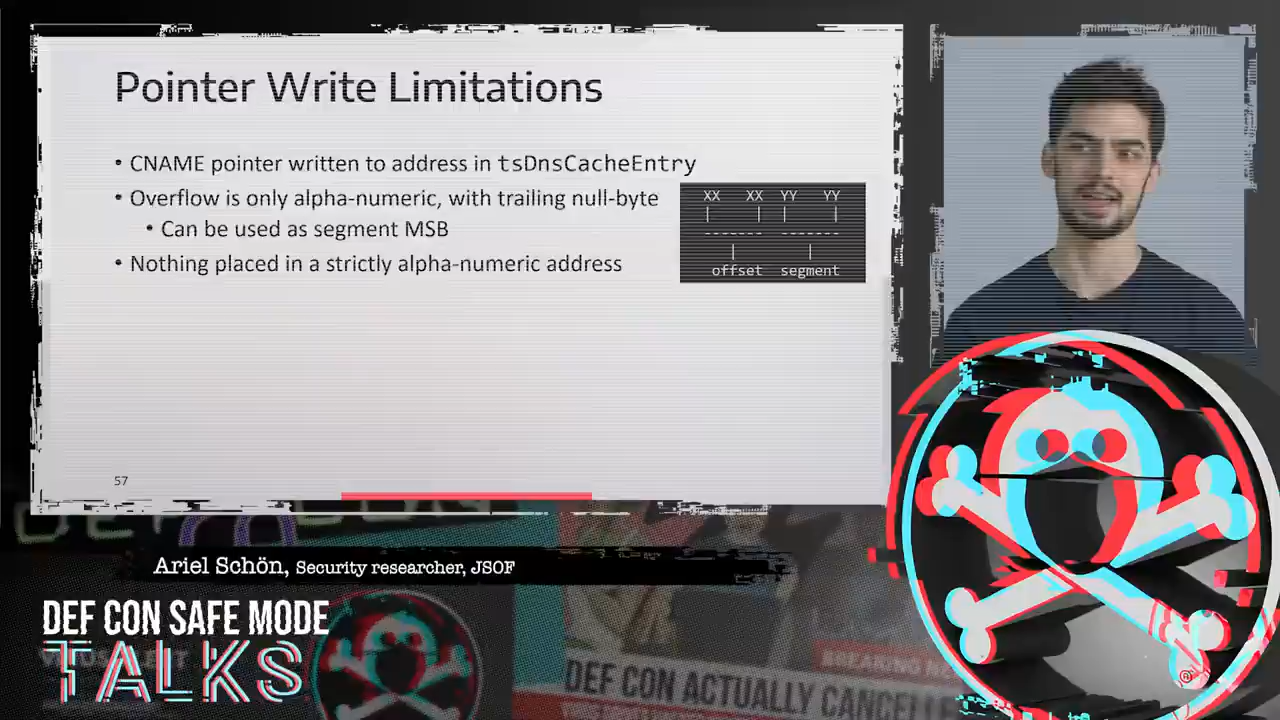 Pointer Write Limitations
• CNAME pointer written to address in tsDnsCacheEntry
• Overflow is only alpha-numeric, with trailing null-byte
• Can be used as segment MSB
• Nothing placed in a strictly alpha-numeric address
XX XX YY YY
offset segment
57
Ariel Schön, Security researcher, JSOF
DEF CON SAFE MODE
TALKS
BREAKING NE
DEF CON ACTUALLY CANCELLE